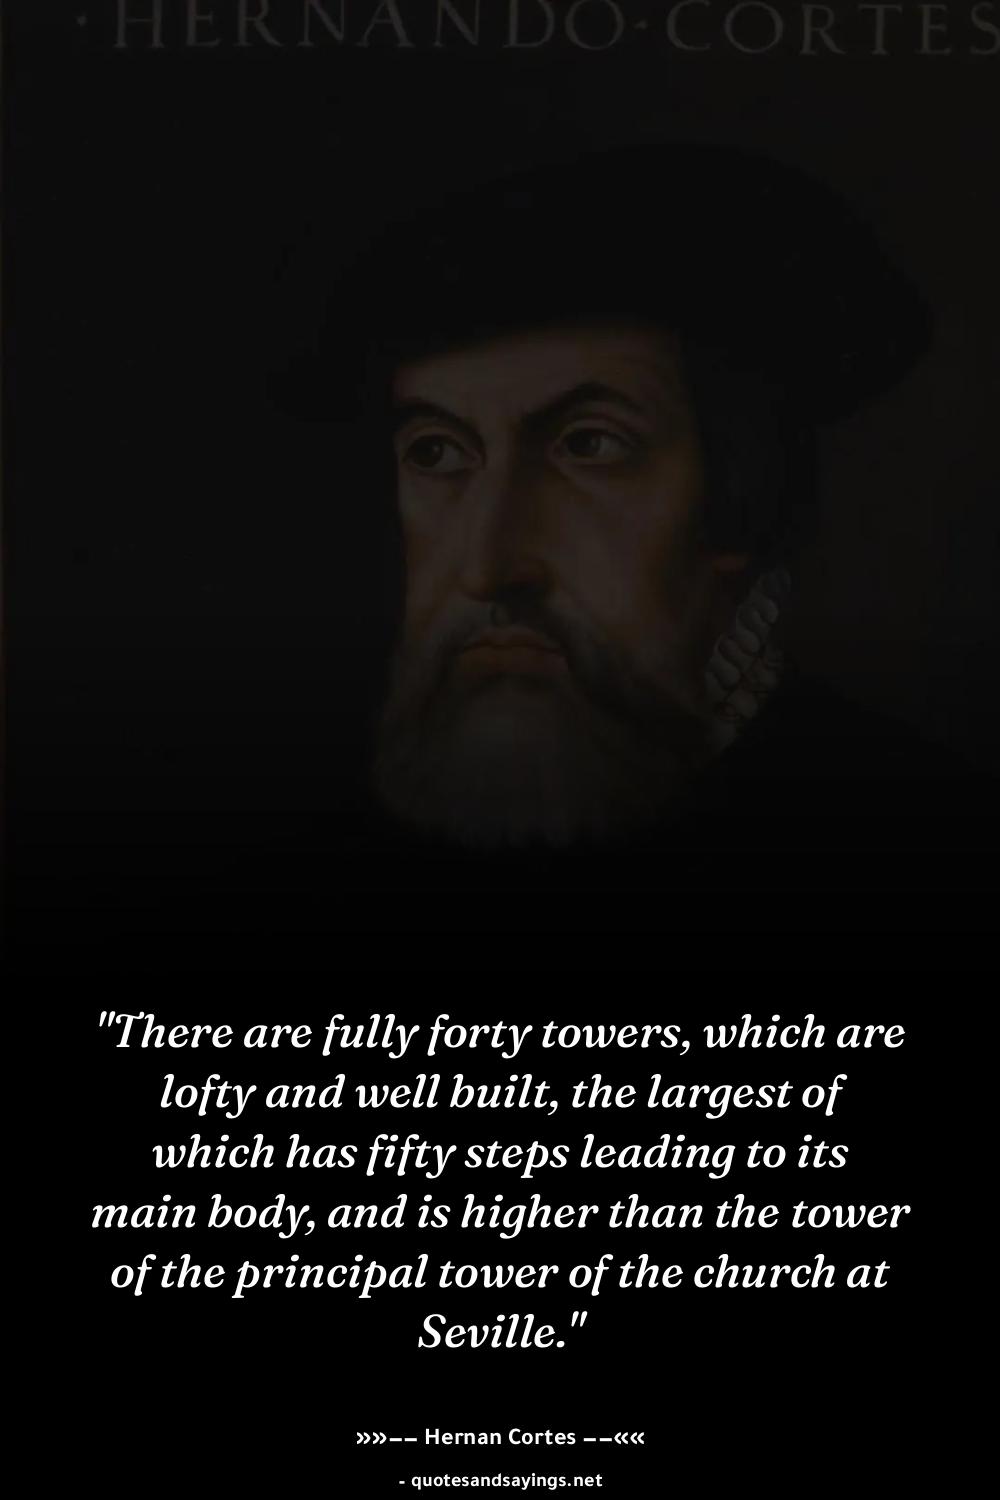 · HERNANDO · CORTES
"There are fully forty towers, which are
lofty and well built, the largest of
which has fifty steps leading to its
main body, and is higher than the tower
of the principal tower of the church at
Seville."
»»−− Hernan Cortes −−««
- quotesandsayings.net